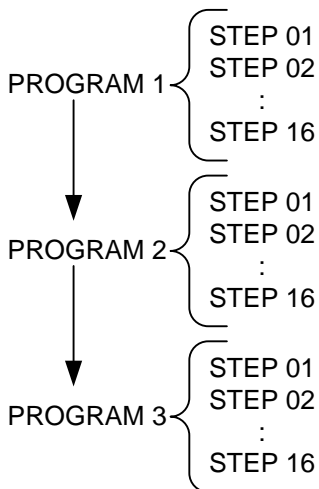 STEP 01
STEP 02
PROGRAM 1
:
STEP 16
STEP 01
STEP 02
PROGRAM 2
:
STEP 16
STEP 01
STEP 02
PROGRAM 3
:
STEP 16